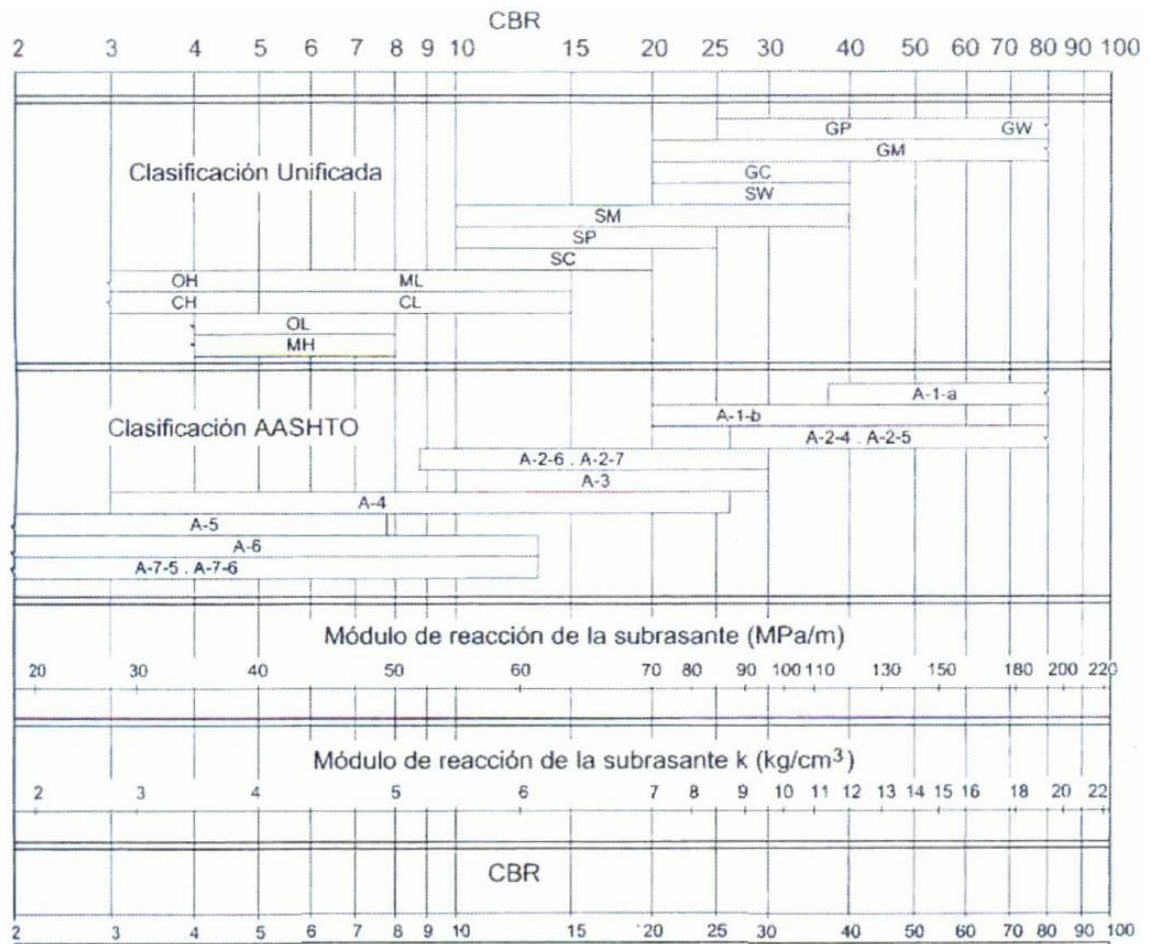 CBR
2 3 4 5 6 7 8 9 10 15 20 25 30 40 50 60 70 80 90 100
GP GW
GM
Clasificación Unificada
GC
SW
SM
SP
SC
OH ML
CH CL
OL
MH
A-1-a
A-1-b
Clasificación AASHTO
A-2-4 . A-2-5
A-2-6 . A-2-7
A-3
A-4
A-5
A-6
A-7-5 . A-7-6
Módulo de reacción de la subrasante (MPa/m)
20 30 40 50 60 70 80 90 100 110 130 150 180 200 220
Módulo de reacción de la subrasante k (kg/cm³)
2 3 4 5 6 7 8 9 10 11 12 13 14 15 16 18 20 22
CBR
2 3 4 5 6 7 8 9 10 15 20 25 30 40 50 60 70 80 90 100